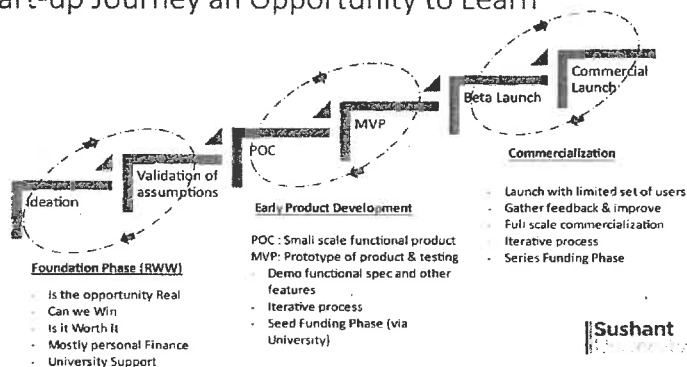 art-up Journey an Opportunity to Learn
Ideation
Validation of
assumptions
POC
MVP
Beta Launch
Commercial
Launch
Foundation Phase (RWW)
- Is the opportunity Real
- Can we Win
- Is it Worth it
- Mostly personal Finance
- University Support
Early Product Development
POC : Small scale functional product
MVP: Prototype of product & testing
- Demo functional spec and other
features
- Iterative process
- Seed Funding Phase (via
University)
Commercialization
- Launch with limited set of users
- Gather feedback & improve
- Full scale commercialization
- Iterative process
- Series Funding Phase
Sushant